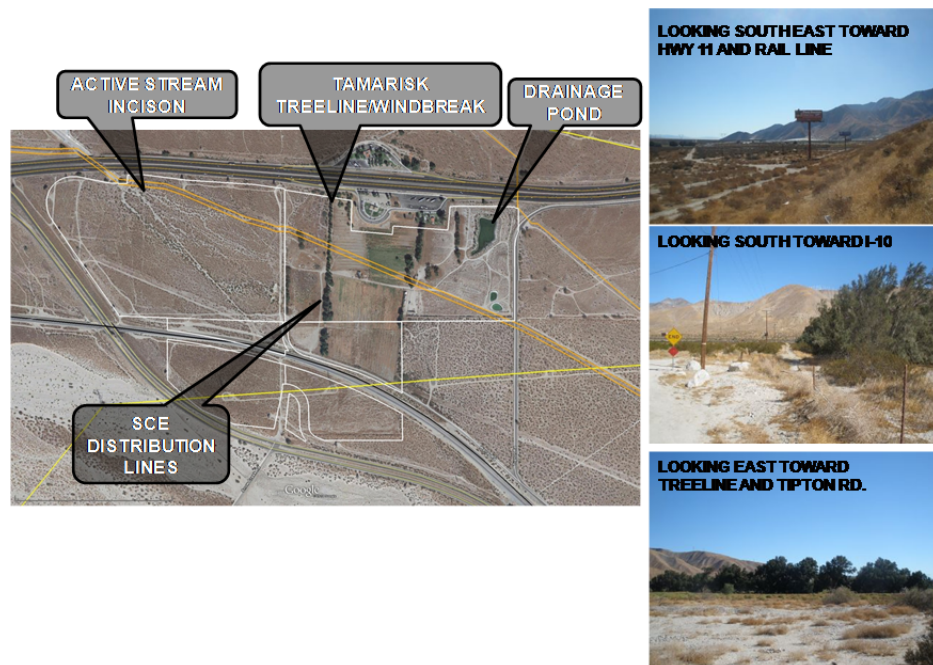 ACTIVE STREAM
INCISON
TAMARISK
TREELINE/WINDBREAK
DRAINAGE
POND
SCE
DISTRIBUTION
LINES
Google
LOOKING SOUTHEAST TOWARD
HWY 11 AND RAIL LINE
LOOKING SOUTH TOWARD I-10
LOOKING EAST TOWARD
TREELINE AND TIPTON RD.